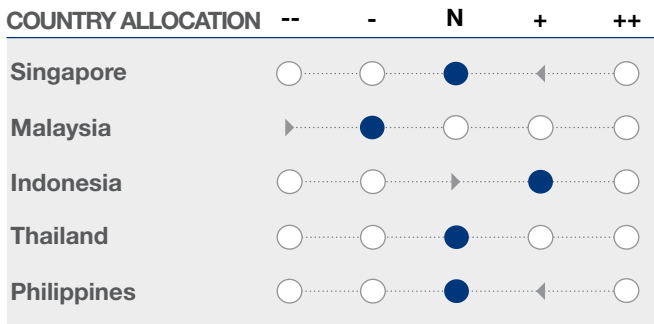 COUNTRY ALLOCATION -- - N + ++
Singapore
Malaysia
Indonesia
Thailand
Philippines